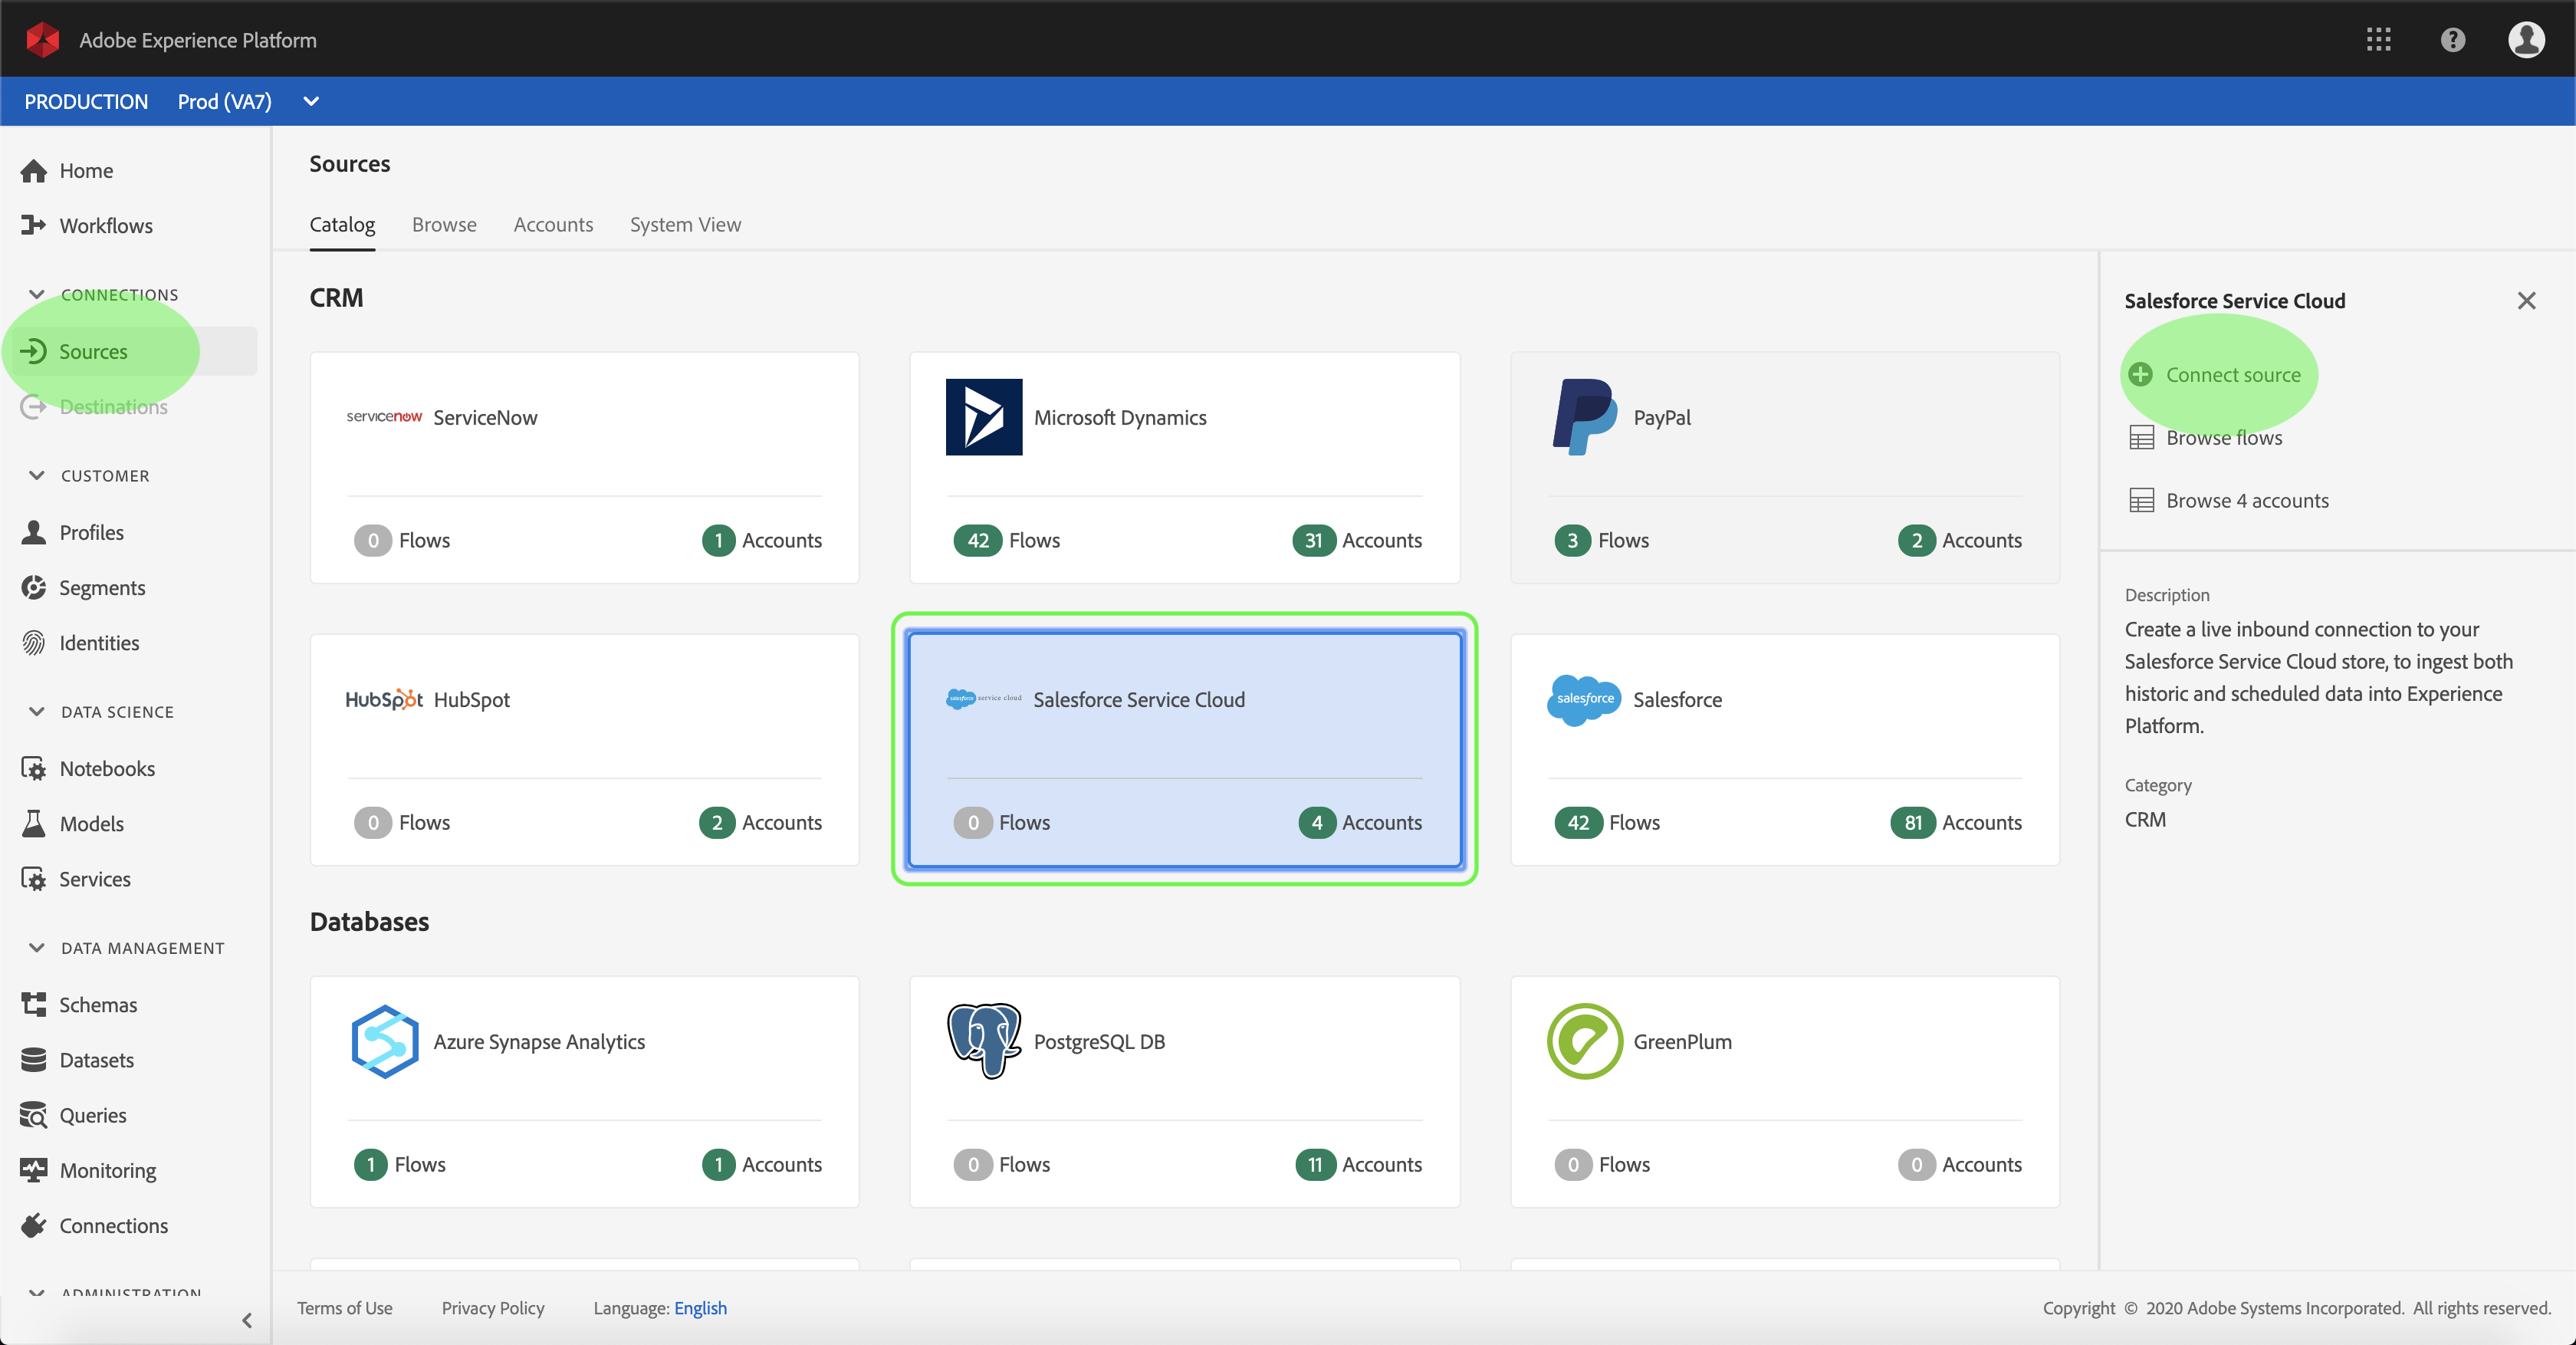 Adobe Experience Platform
PRODUCTION Prod (VA7)
Home
Workflows
CONNECTIONS
Sources
Destinations
CUSTOMER
Profiles
Segments
Identities
DATA SCIENCE
Notebooks
Models
Services
DATA MANAGEMENT
Schemas
Datasets
Queries
Monitoring
Connections
ADMINISTRATION
Sources
Catalog Browse Accounts System View
CRM
servicenow ServiceNow
0 Flows 1 Accounts
Microsoft Dynamics
42 Flows 31 Accounts
PayPal
3 Flows 2 Accounts
HubSpot HubSpot
0 Flows 2 Accounts
salesforce service cloud Salesforce Service Cloud
0 Flows 4 Accounts
salesforce Salesforce
42 Flows 81 Accounts
Databases
Azure Synapse Analytics
1 Flows 1 Accounts
PostgreSQL DB
0 Flows 11 Accounts
GreenPlum
0 Flows 0 Accounts
Salesforce Service Cloud
Connect source
Browse flows
Browse 4 accounts
Description
Create a live inbound connection to your
Salesforce Service Cloud store, to ingest both
historic and scheduled data into Experience
Platform.
Category
CRM
Terms of Use Privacy Policy Language: English
Copyright © 2020 Adobe Systems Incorporated. All rights reserved.